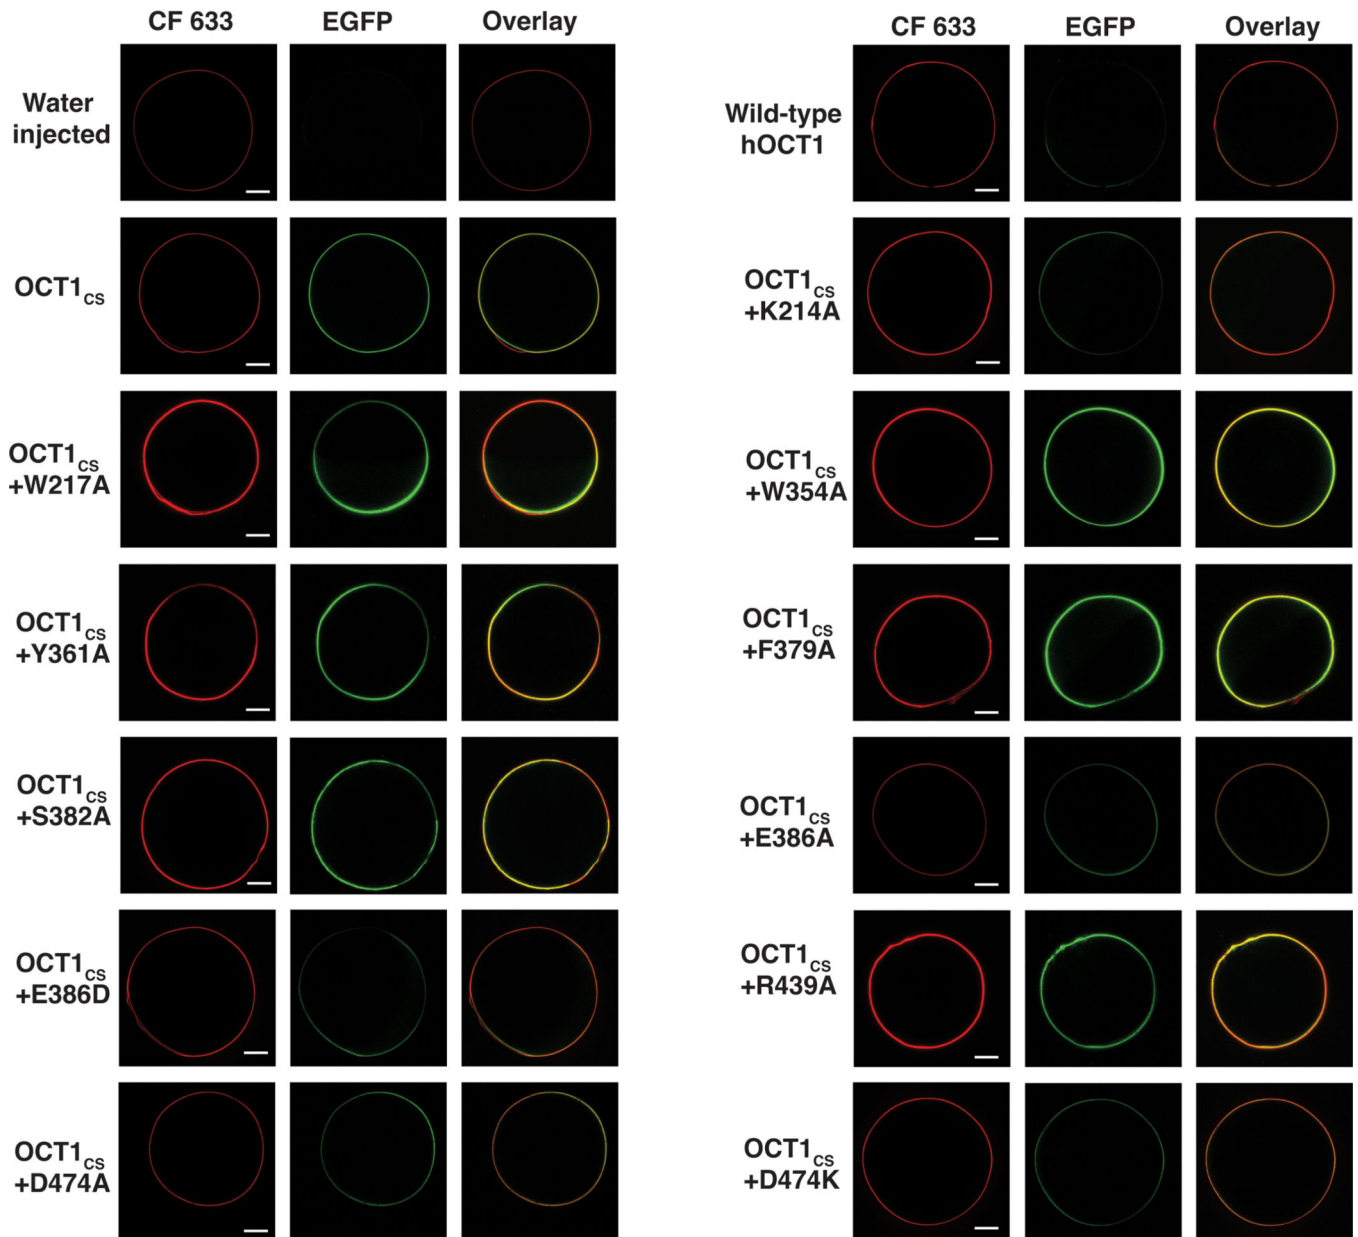 CF 633 EGFP Overlay
Water
injected
OCT1CS
OCT1CS
+W217A
OCT1CS
+Y361A
OCT1CS
+S382A
OCT1CS
+E386D
OCT1CS
+D474A
CF 633 EGFP Overlay
Wild-type
hOCT1
OCT1CS
+K214A
OCT1CS
+W354A
OCT1CS
+F379A
OCT1CS
+E386A
OCT1CS
+R439A
OCT1CS
+D474K